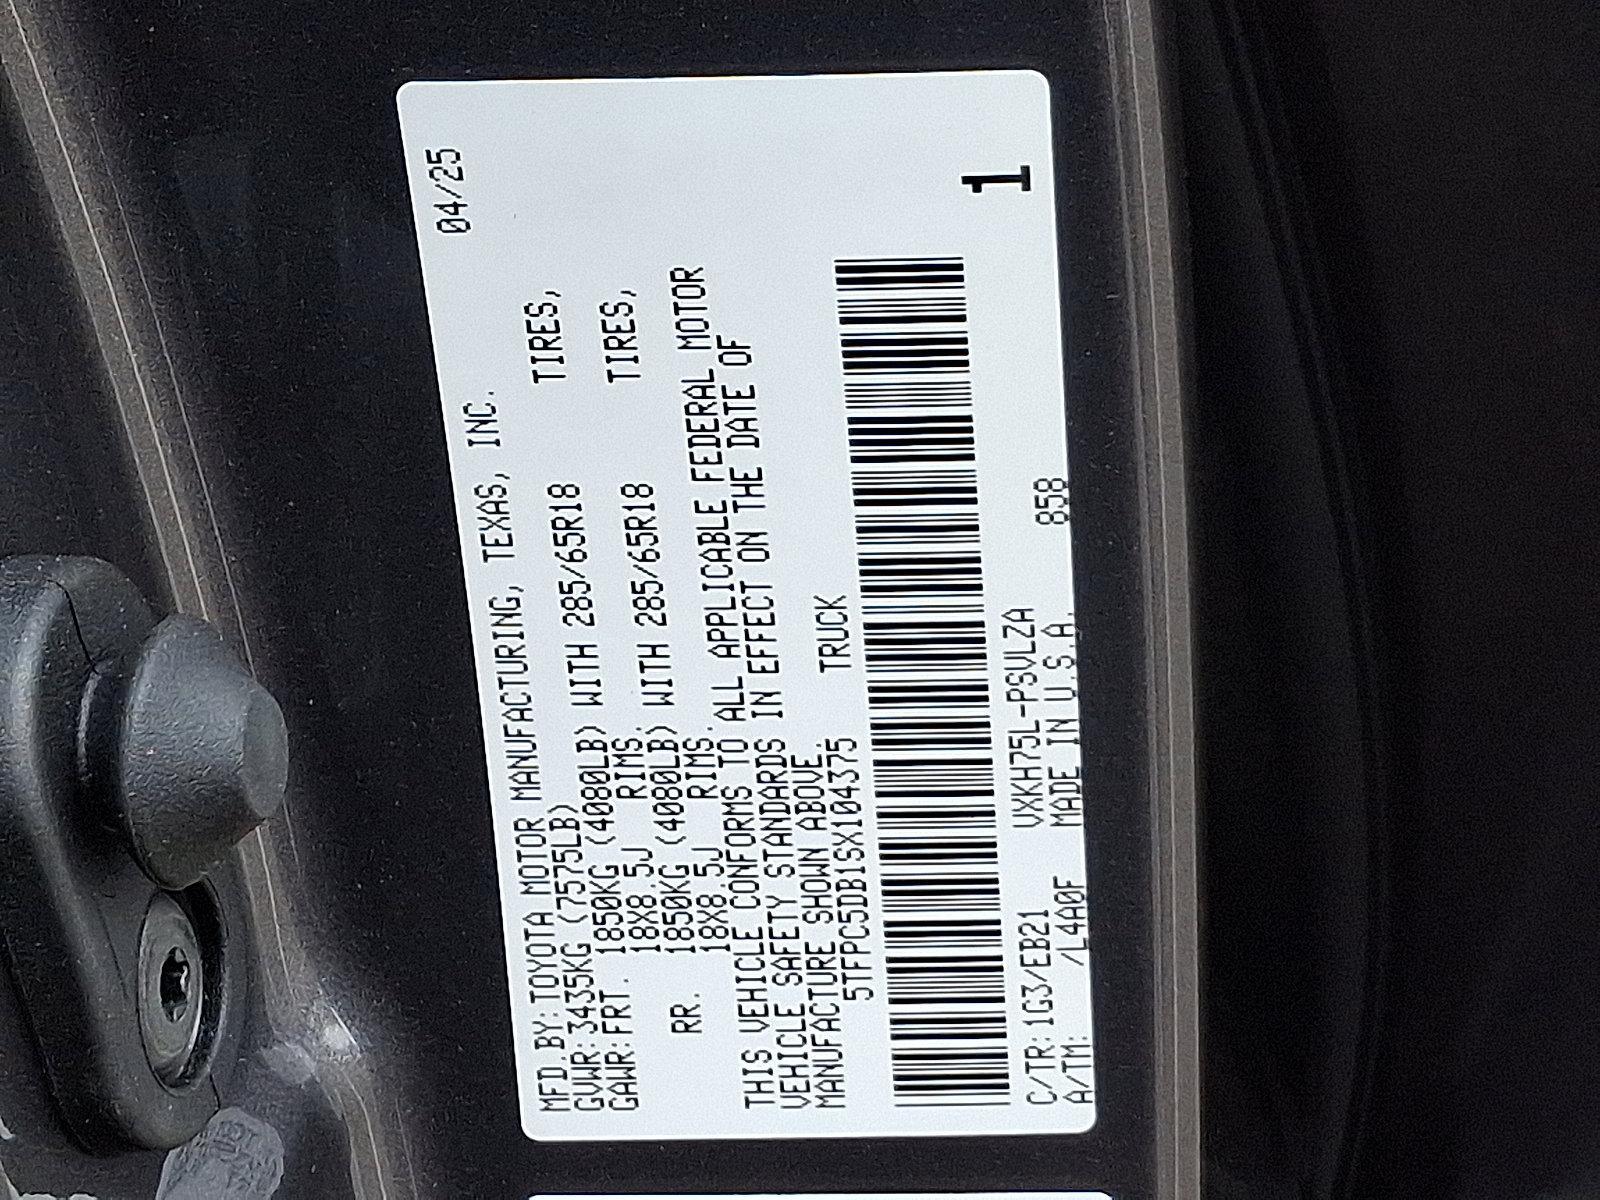 04/25
MFD.BY:TOYOTA MOTOR MANUFACTURING, TEXAS, INC.
GVWR:3435KG (7575LB)
GAWR:FRT. 1850KG (4080LB) WITH 285/65R18 TIRES,
18X8.5J RIMS.
RR. 1850KG (4080LB) WITH 285/65R18 TIRES,
18X8.5J RIMS.
THIS VEHICLE CONFORMS TO ALL APPLICABLE FEDERAL MOTOR
VEHICLE SAFETY STANDARDS IN EFFECT ON THE DATE OF
MANUFACTURE SHOWN ABOVE.
5TFPC5DB1SX104375 TRUCK
1
C/TR:1G3/EB21 VXKH75L-PSVLZA
A/TM: /L4A0F MADE IN U.S.A. 858